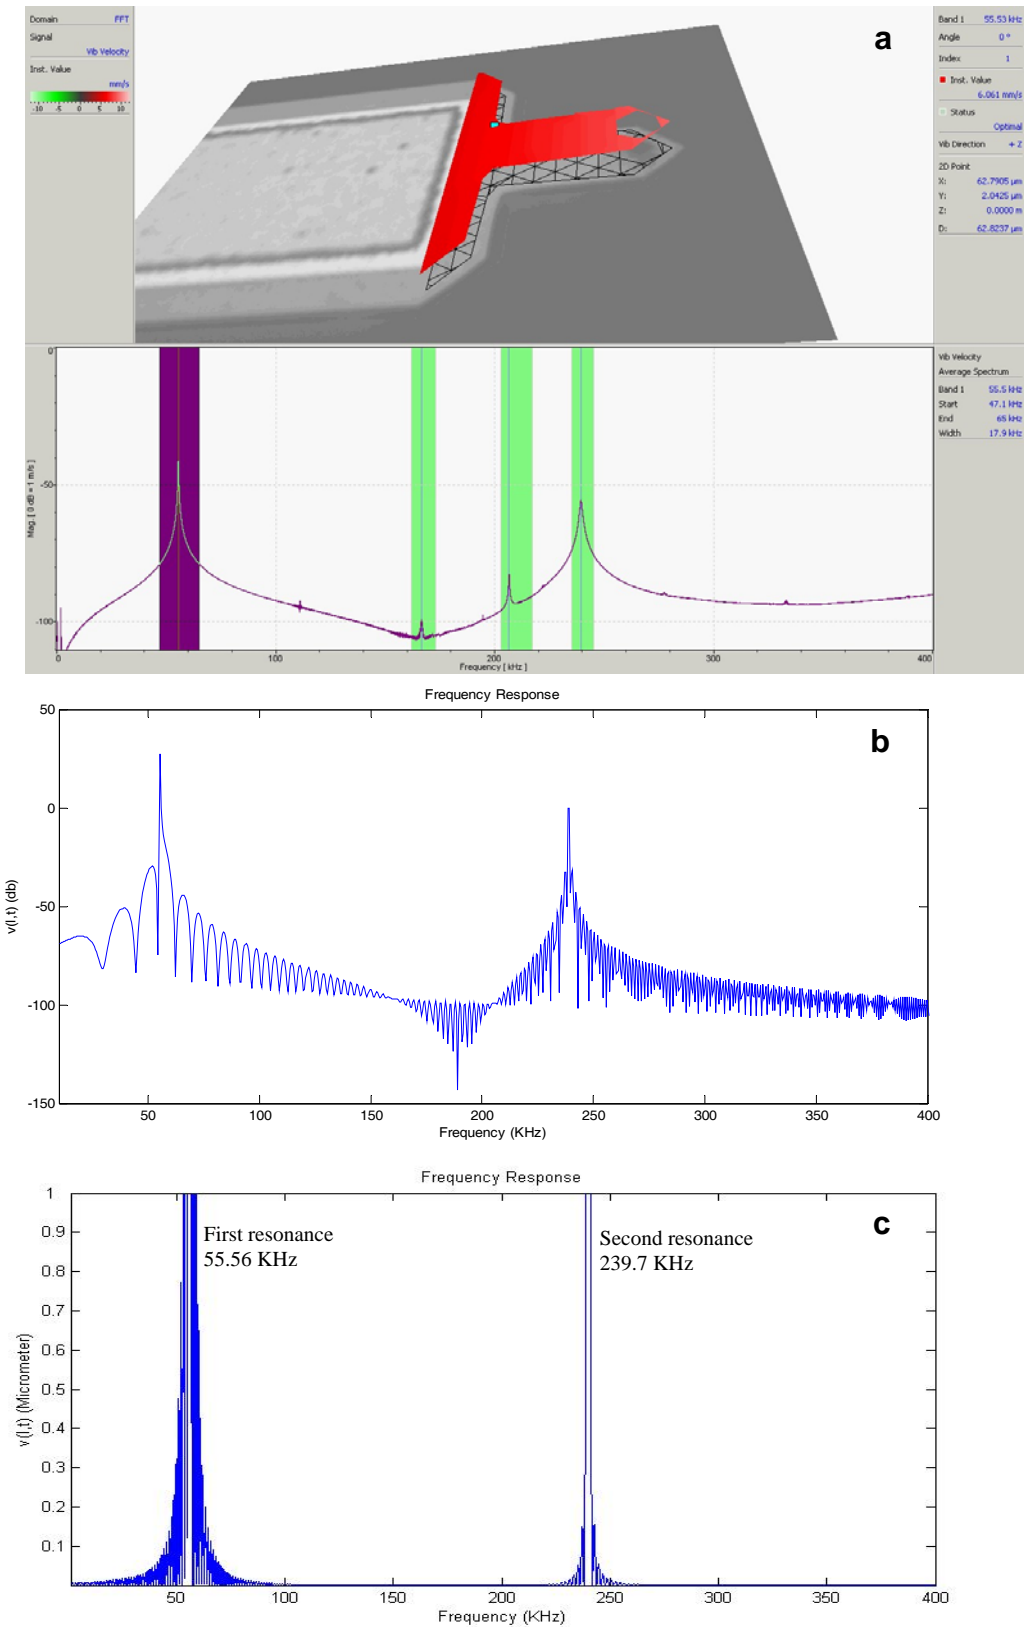 Domain FFT
Signal
Vib Velocity
Inst. Value
mm/s
-10 -5 0 5 10
a
Band 1 55.53 kHz
Angle 0 °
Index 1
Inst. Value
6.061 mm/s
Status
Optimal
Vib Direction + Z
2D Point
X: 62.7905 µm
Y: 2.0425 µm
Z: 0.0000 m
D: 62.8237 µm
Vib Velocity
Average Spectrum
Band 1 55.5 kHz
Start 47.1 kHz
End 65 kHz
Width 17.9 kHz
Mag. [ 0 dB = 1 m/s ]
0
-50
-100
0 100 200 300 400
Frequency [ kHz ]
Frequency Response
b
v(l,t) (db)
50
0
-50
-100
-150
50 100 150 200 250 300 350 400
Frequency (KHz)
Frequency Response
c
First resonance
55.56 KHz
Second resonance
239.7 KHz
v(l,t) (Micrometer)
1
0.9
0.8
0.7
0.6
0.5
0.4
0.3
0.2
0.1
50 100 150 200 250 300 350 400
Frequency (KHz)